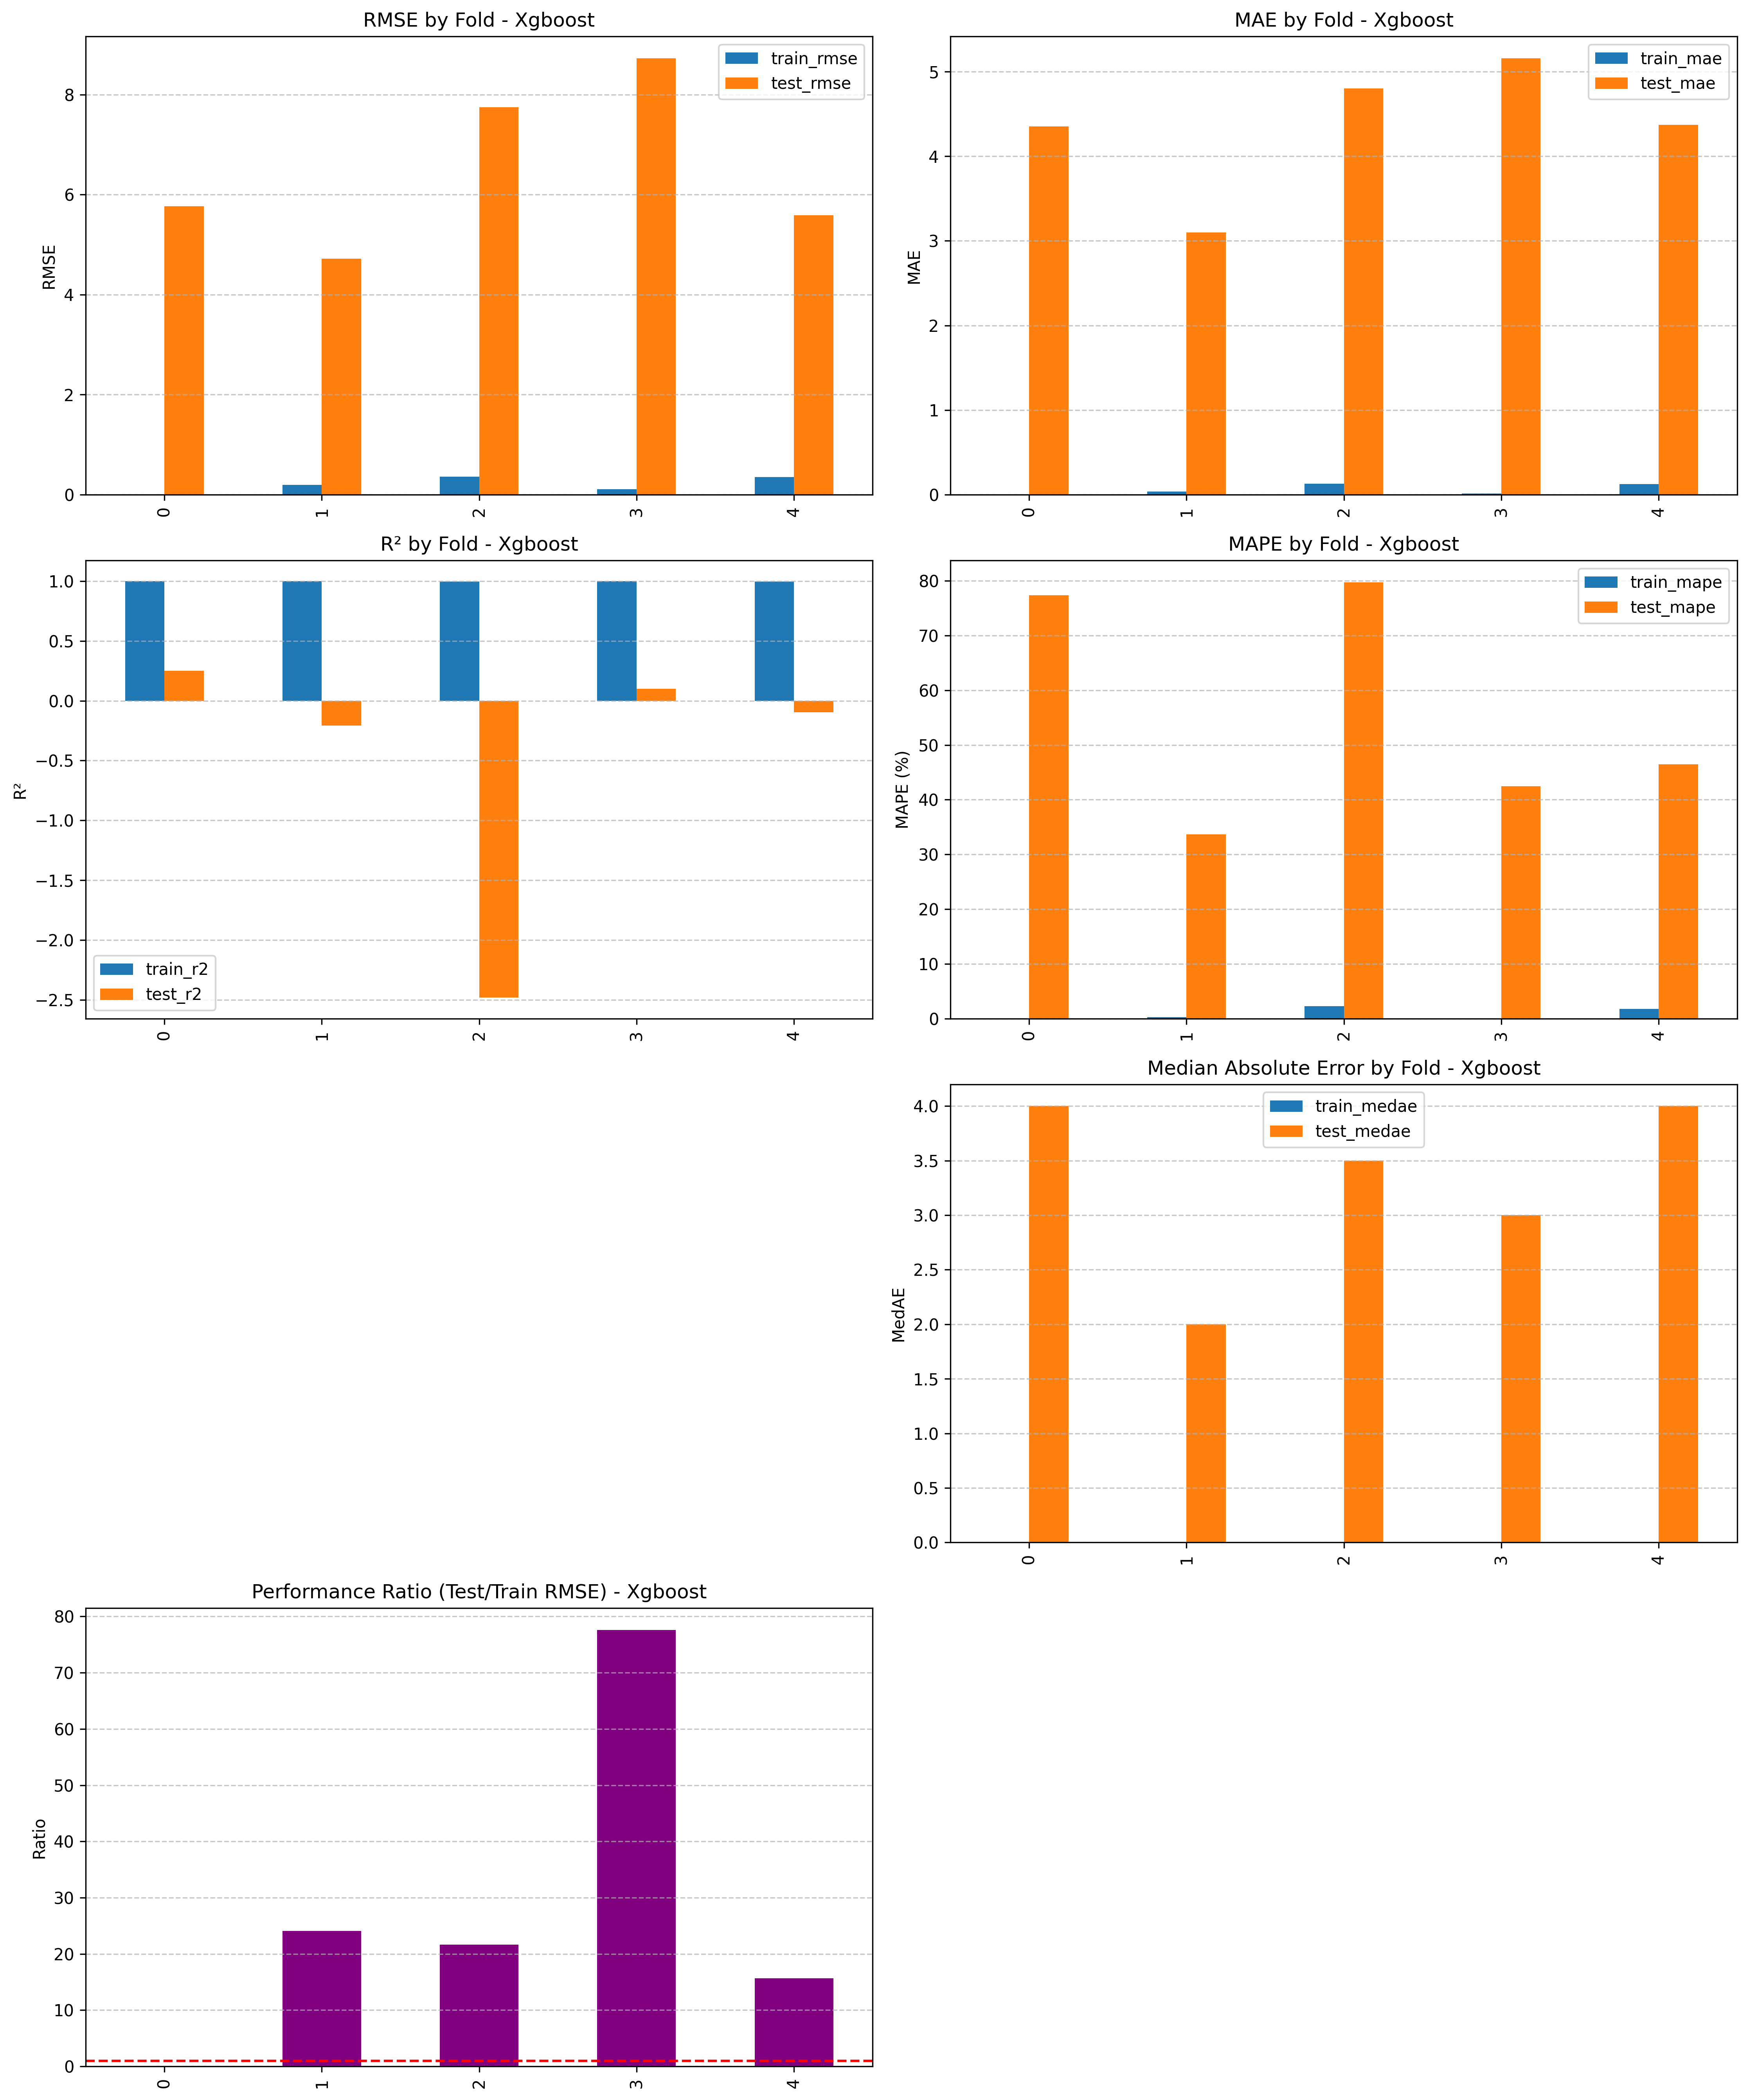 RMSE by Fold - Xgboost
RMSE
8
6
4
2
0
train_rmse
test_rmse
0 1 2 3 4
MAE by Fold - Xgboost
MAE
5
4
3
2
1
0
train_mae
test_mae
0 1 2 3 4
R² by Fold - Xgboost
R²
1.0
0.5
0.0
−0.5
−1.0
−1.5
−2.0
−2.5
train_r2
test_r2
0 1 2 3 4
MAPE by Fold - Xgboost
MAPE (%)
80
70
60
50
40
30
20
10
0
train_mape
test_mape
0 1 2 3 4
Median Absolute Error by Fold - Xgboost
MedAE
4.0
3.5
3.0
2.5
2.0
1.5
1.0
0.5
0.0
train_medae
test_medae
0 1 2 3 4
Performance Ratio (Test/Train RMSE) - Xgboost
Ratio
80
70
60
50
40
30
20
10
0
0 1 2 3 4